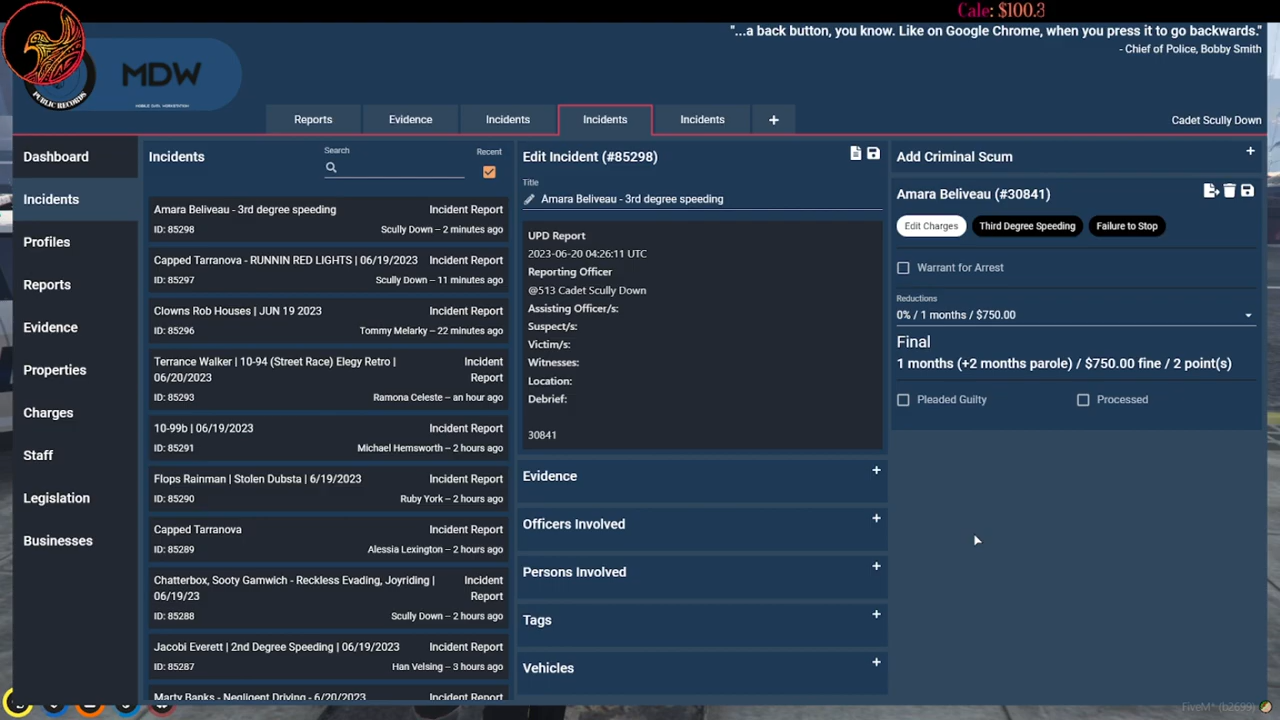 Cale: $100.3
"...a back button, you know. Like on Google Chrome, when you press it to go backwards."
- Chief of Police, Bobby Smith
PUBLIC RECORDS
MDW
MOBILE DATA WORKSTATION
Reports
Evidence
Incidents
Incidents
Incidents
+
Cadet Scully Down
Dashboard
Incidents
Profiles
Reports
Evidence
Properties
Charges
Staff
Legislation
Businesses
Incidents
Search
Recent
Amara Beliveau - 3rd degree speeding Incident Report
ID: 85298 Scully Down – 2 minutes ago
Capped Tarranova - RUNNIN RED LIGHTS | 06/19/2023 Incident Report
ID: 85297 Scully Down – 11 minutes ago
Clowns Rob Houses | JUN 19 2023 Incident Report
ID: 85296 Tommy Melarky – 22 minutes ago
Terrance Walker | 10-94 (Street Race) Elegy Retro | Incident
06/20/2023 Report
ID: 85293 Ramona Celeste – an hour ago
10-99b | 06/19/2023 Incident Report
ID: 85291 Michael Hemsworth – 2 hours ago
Flops Rainman | Stolen Dubsta | 6/19/2023 Incident Report
ID: 85290 Ruby York – 2 hours ago
Capped Tarranova Incident Report
ID: 85289 Alessia Lexington – 2 hours ago
Chatterbox, Sooty Gamwich - Reckless Evading, Joyriding | Incident
06/19/23 Report
ID: 85288 Scully Down – 2 hours ago
Jacobi Everett | 2nd Degree Speeding | 06/19/2023 Incident Report
ID: 85287 Han Velsing – 3 hours ago
Marty Banks - Negligent Driving - 6/20/2023 Incident Report
Edit Incident (#85298)
Title
Amara Beliveau - 3rd degree speeding
UPD Report
2023-06-20 04:26:11 UTC
Reporting Officer
@513 Cadet Scully Down
Assisting Officer/s:
Suspect/s:
Victim/s:
Witnesses:
Location:
Debrief:
30841
Evidence +
Officers Involved +
Persons Involved +
Tags +
Vehicles +
Add Criminal Scum +
Amara Beliveau (#30841)
Edit Charges Third Degree Speeding Failure to Stop
Warrant for Arrest
Reductions
0% / 1 months / $750.00
Final
1 months (+2 months parole) / $750.00 fine / 2 point(s)
Pleaded Guilty Processed
FiveM* (b2699)